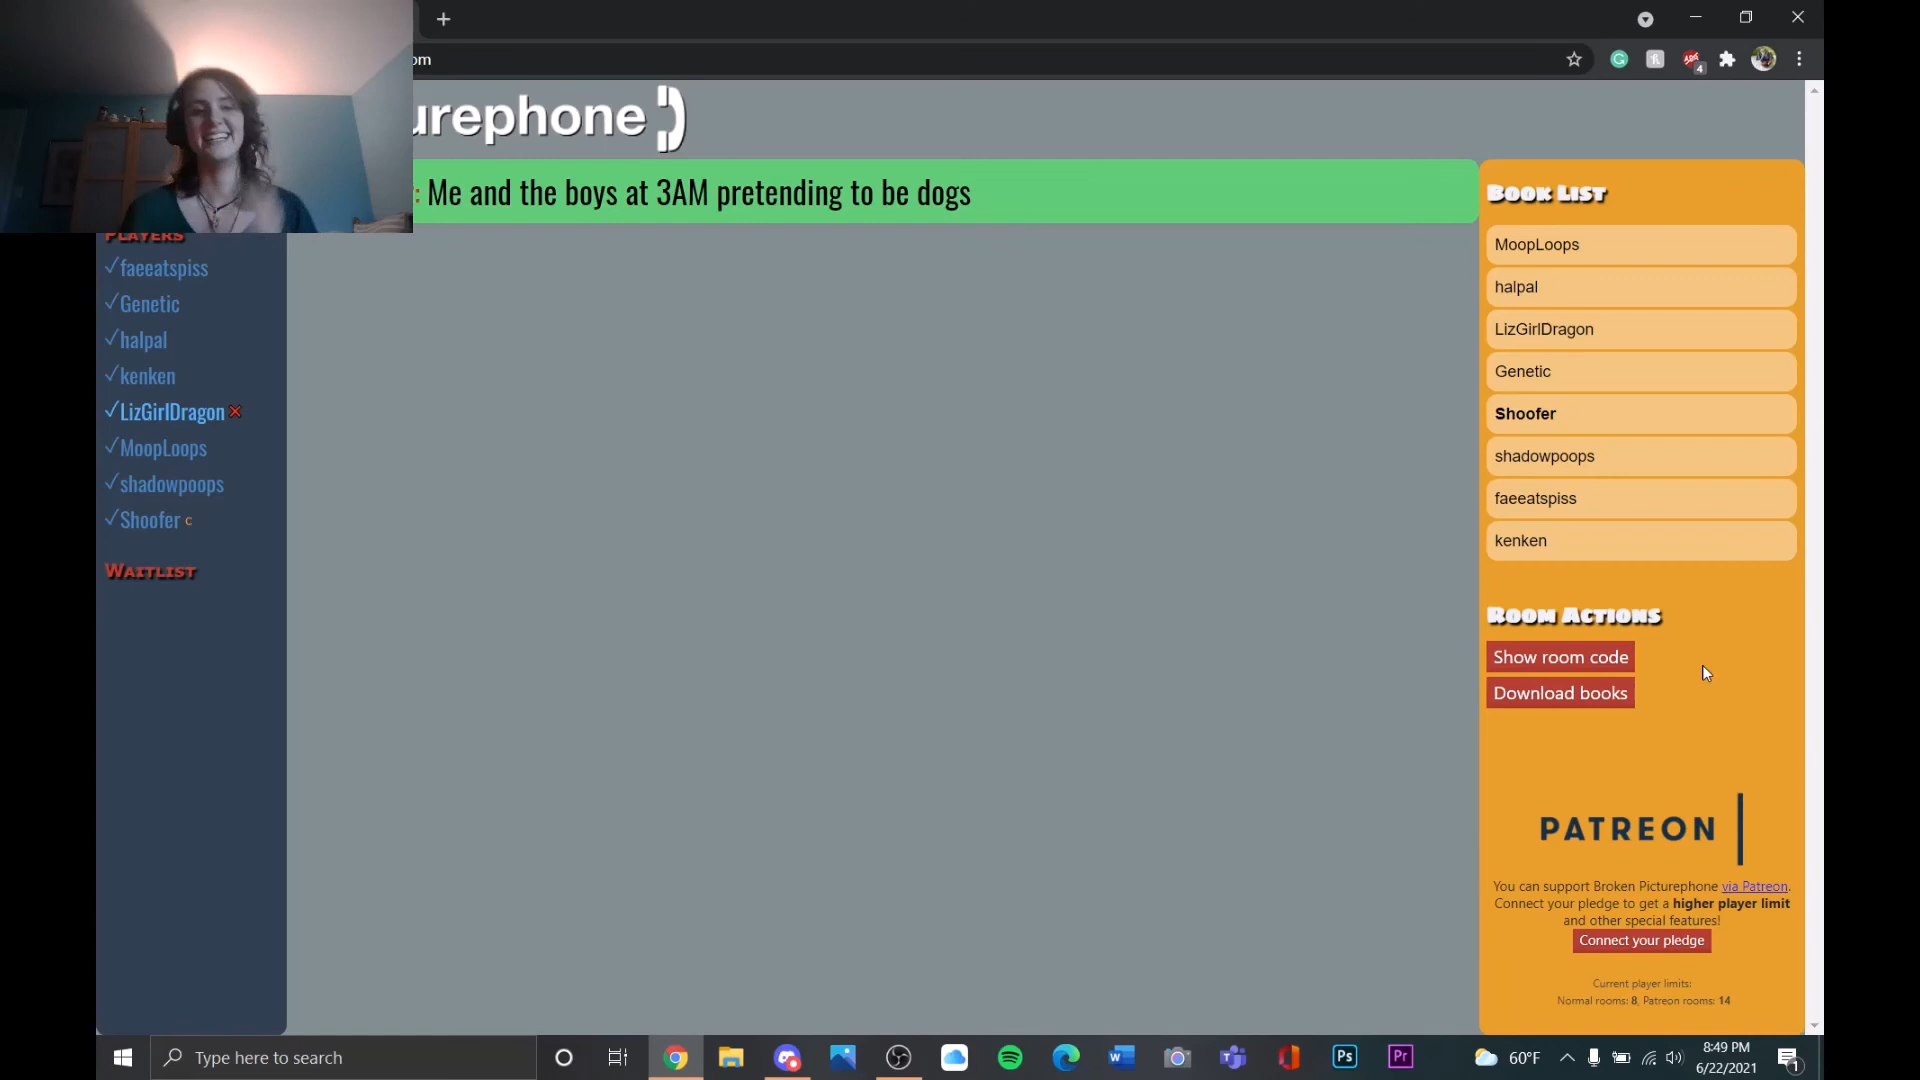 om
urephone
: Me and the boys at 3AM pretending to be dogs
PLAYERS
✓faeeatspiss
✓Genetic
✓halpal
✓kenken
✓LizGirlDragon ✕
✓MoopLoops
✓shadowpoops
✓Shoofer c
WAITLIST
BOOK LIST
MoopLoops
halpal
LizGirlDragon
Genetic
Shoofer
shadowpoops
faeeatspiss
kenken
ROOM ACTIONS
Show room code
Download books
PATREON
You can support Broken Picturephone via Patreon.
Connect your pledge to get a higher player limit
and other special features!
Connect your pledge
Current player limits:
Normal rooms: 8, Patreon rooms: 14
Type here to search
60°F
8:49 PM
6/22/2021
4
1
Ps
Pr